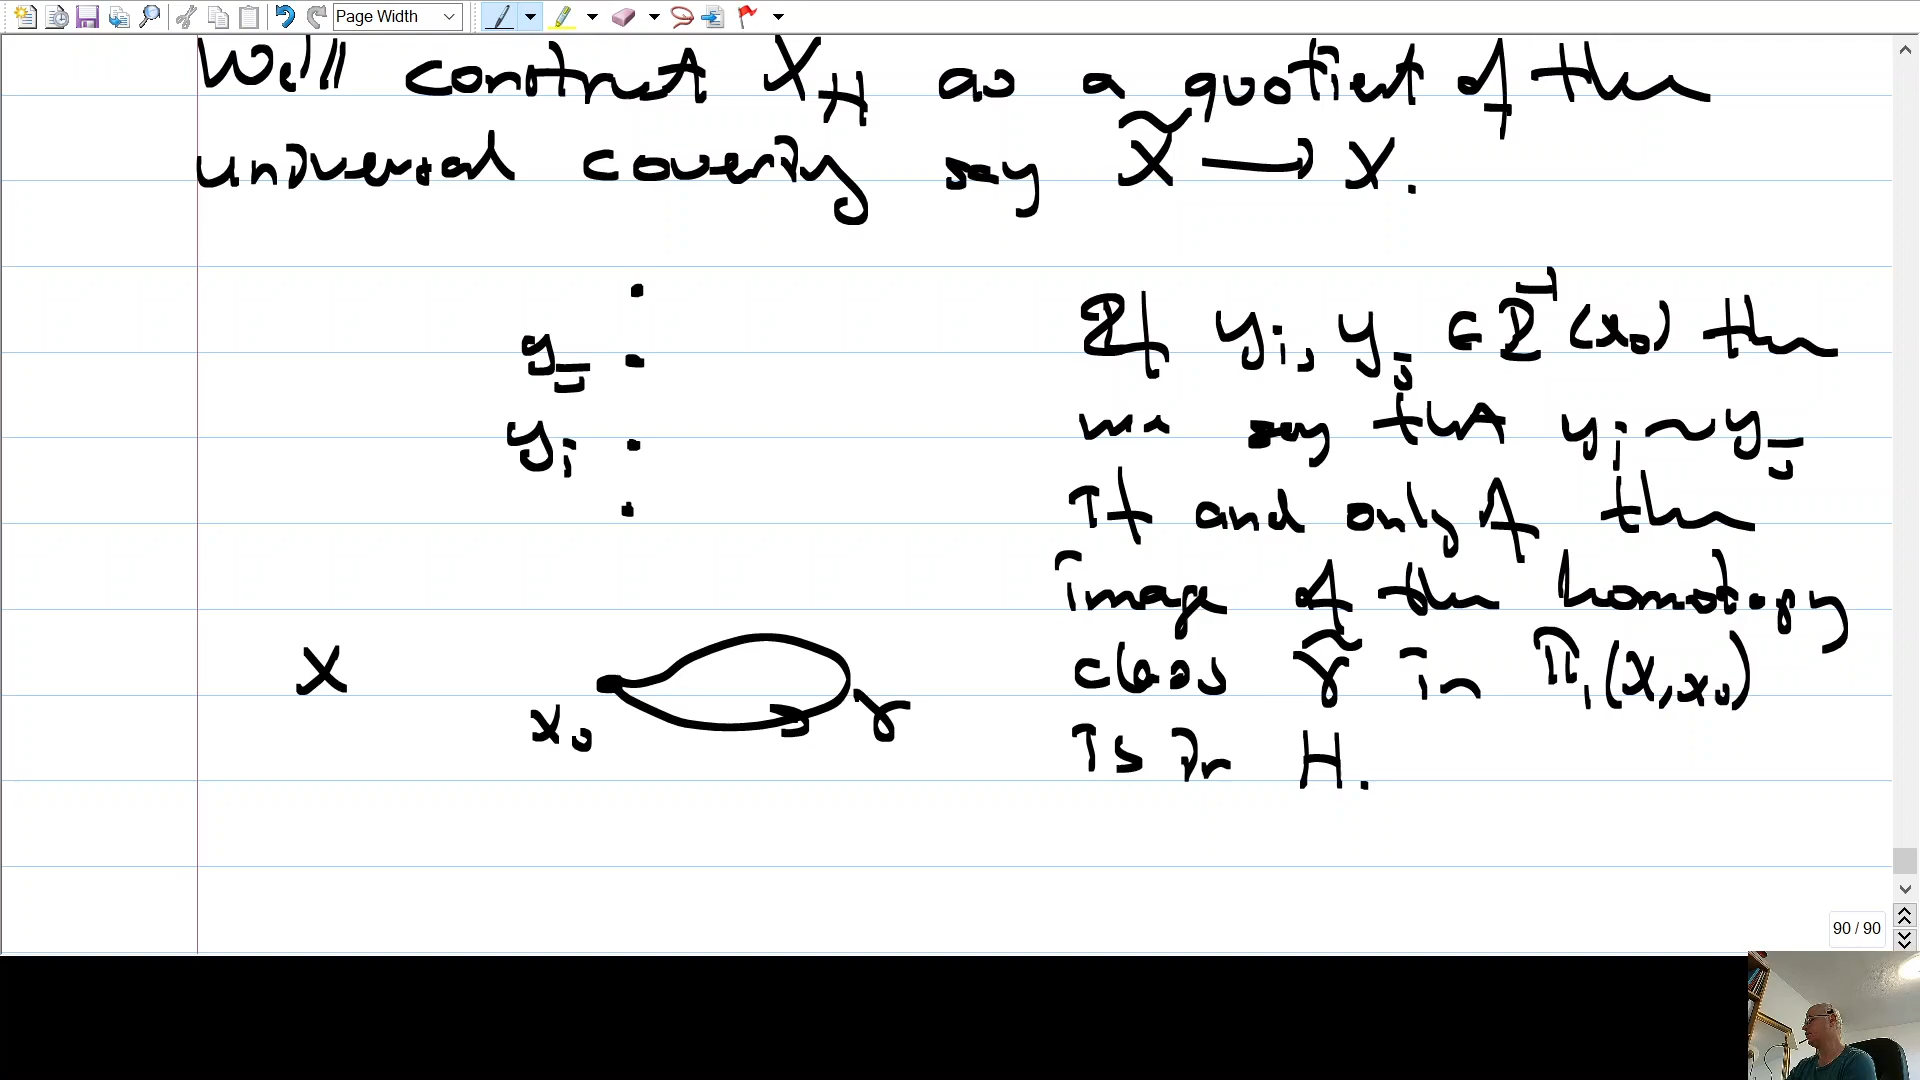 Page Width
We'll construct X_H as a quotient of the
universal covering say X̃ → X.
If y_i, y_j ∈ p⁻¹(x_0) then
we say that y_i ~ y_j
if and only if the
image of the homotopy
class γ̃ in π_1(X, x_0)
is in H.
y_j
y_i
X
x_0
γ
90 / 90